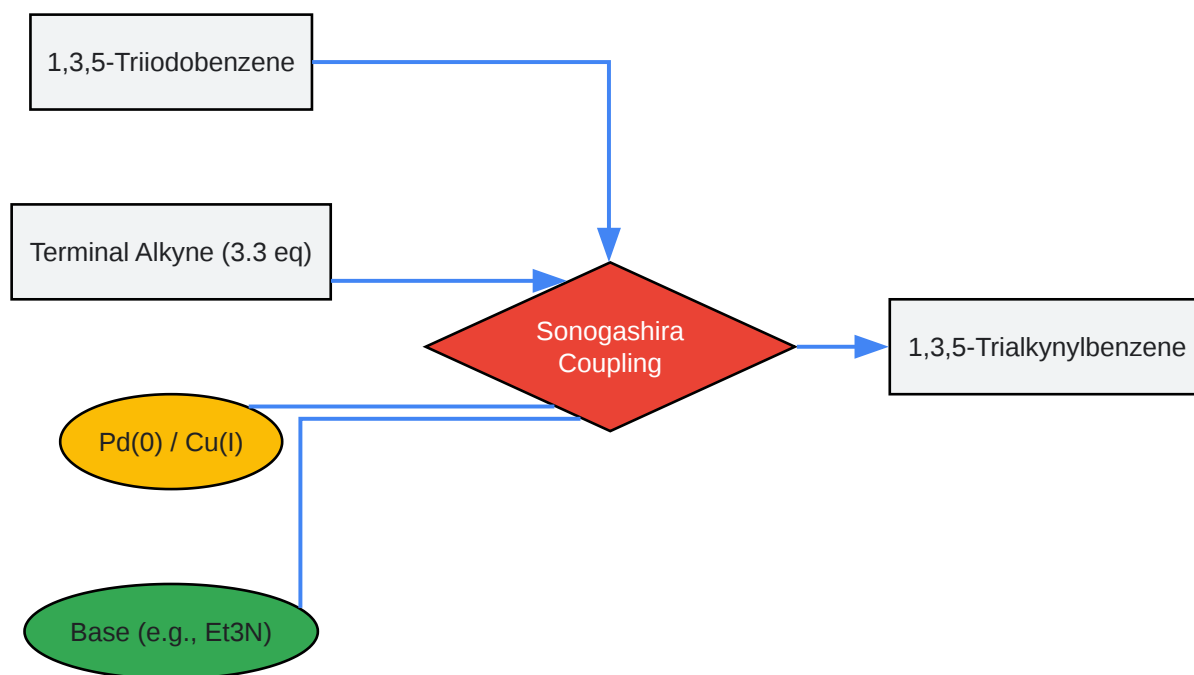 1,3,5-Triiodobenzene
Terminal Alkyne (3.3 eq)
Sonogashira
Coupling
1,3,5-Trialkynylbenzene
Pd(0) / Cu(I)
Base (e.g., Et3N)